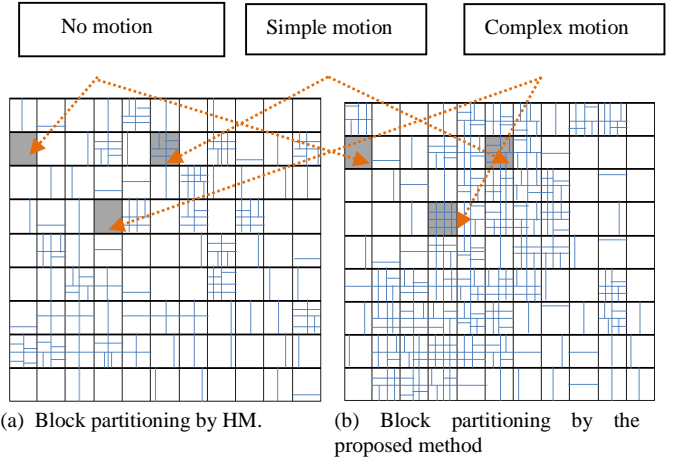 No motion
Simple motion
Complex motion
(a) Block partitioning by HM.
(b) Block partitioning by the
proposed method